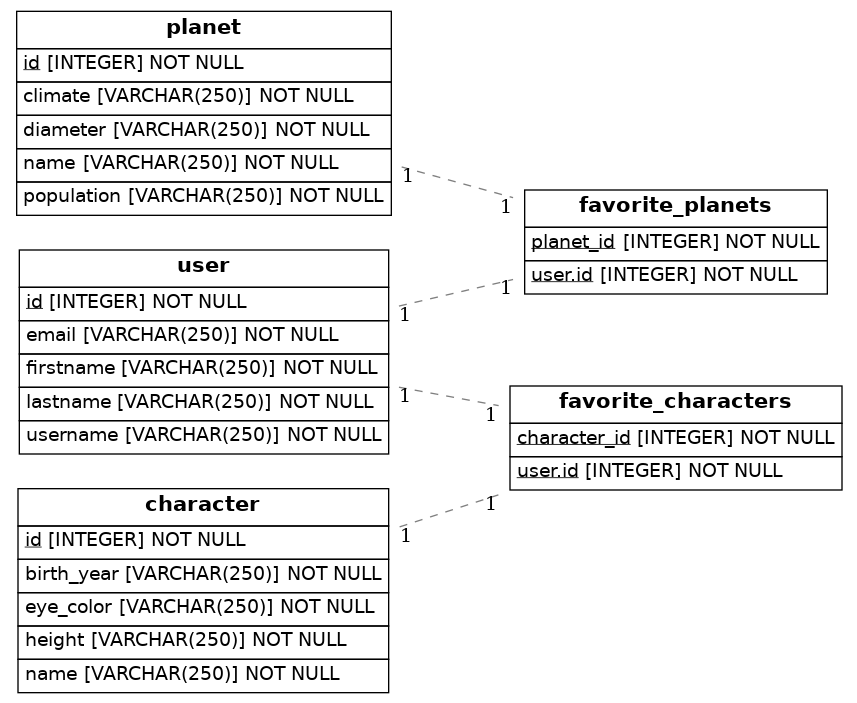 planet
id [INTEGER] NOT NULL
climate [VARCHAR(250)] NOT NULL
diameter [VARCHAR(250)] NOT NULL
name [VARCHAR(250)] NOT NULL
population [VARCHAR(250)] NOT NULL
1
1
favorite_planets
planet_id [INTEGER] NOT NULL
user.id [INTEGER] NOT NULL
user
id [INTEGER] NOT NULL
email [VARCHAR(250)] NOT NULL
firstname [VARCHAR(250)] NOT NULL
lastname [VARCHAR(250)] NOT NULL
username [VARCHAR(250)] NOT NULL
1
1
1
1
favorite_characters
character_id [INTEGER] NOT NULL
user.id [INTEGER] NOT NULL
character
id [INTEGER] NOT NULL
birth_year [VARCHAR(250)] NOT NULL
eye_color [VARCHAR(250)] NOT NULL
height [VARCHAR(250)] NOT NULL
name [VARCHAR(250)] NOT NULL
1
1